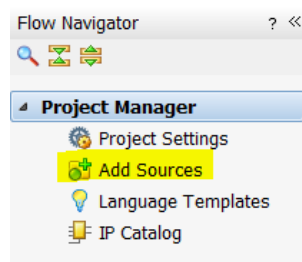 Flow Navigator ? «
Project Manager
Project Settings
Add Sources
Language Templates
IP Catalog